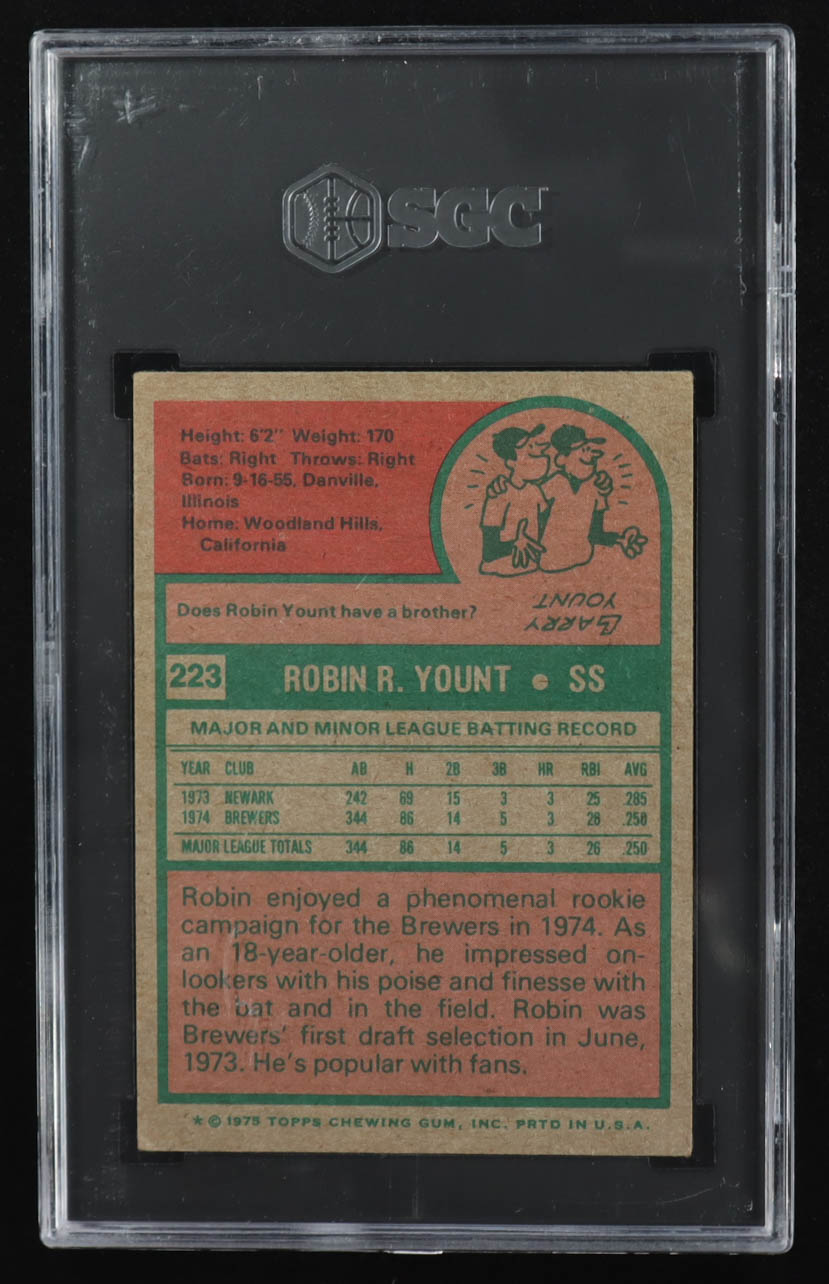 SGC
Height: 6'2" Weight: 170
Bats: Right Throws: Right
Born: 9-16-55, Danville,
Illinois
Home: Woodland Hills,
California
Does Robin Yount have a brother?
LARRY
YOUNT
223 ROBIN R. YOUNT • SS
MAJOR AND MINOR LEAGUE BATTING RECORD
YEAR CLUB AB H 2B 3B HR RBI AVG
1973 NEWARK 242 69 15 3 3 25 .285
1974 BREWERS 344 86 14 5 3 26 .250
MAJOR LEAGUE TOTALS 344 86 14 5 3 26 .250
Robin enjoyed a phenomenal rookie
campaign for the Brewers in 1974. As
an 18-year-older, he impressed on-
lookers with his poise and finesse with
the bat and in the field. Robin was
Brewers' first draft selection in June,
1973. He's popular with fans.
* © 1975 TOPPS CHEWING GUM, INC. PRTD IN U.S.A.